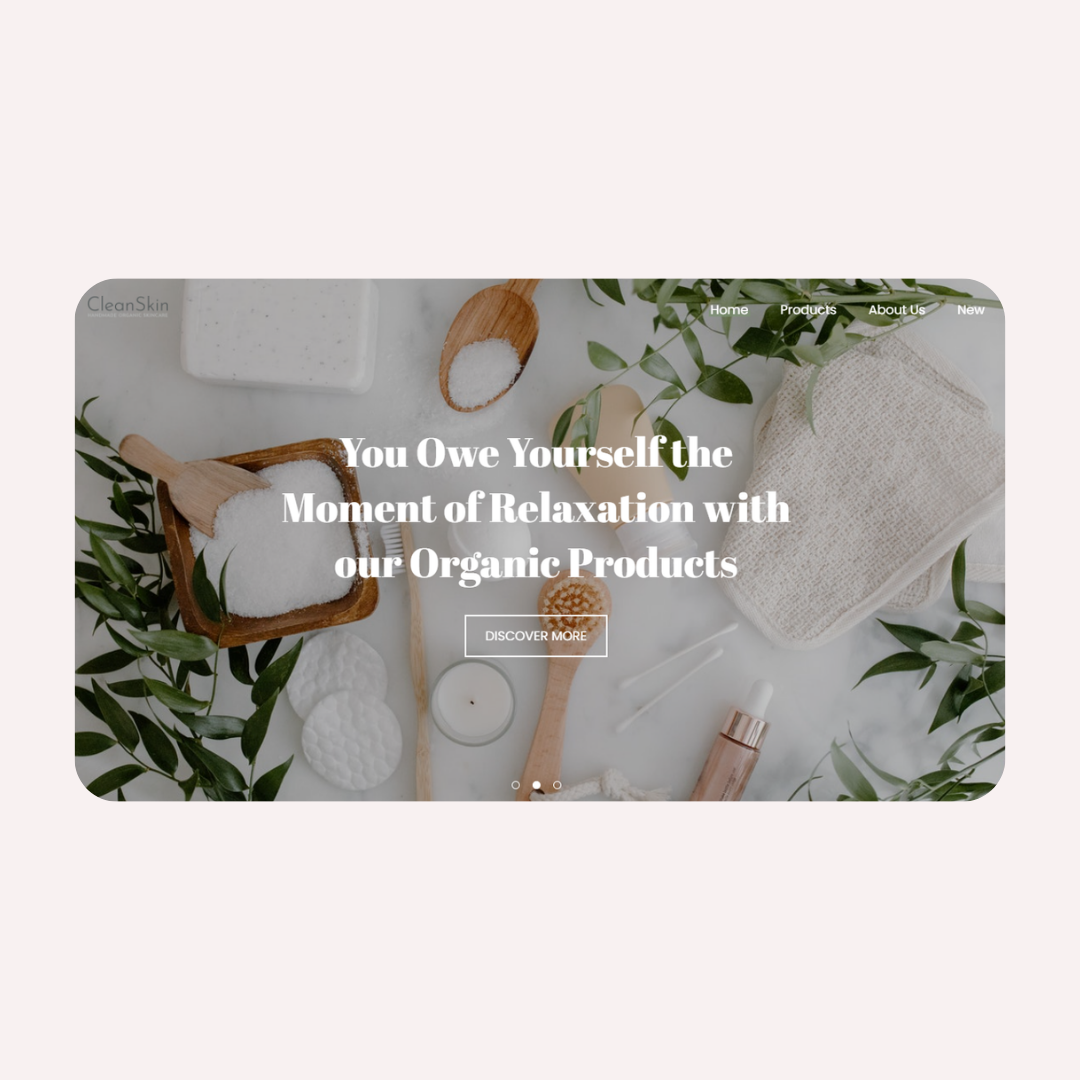 CleanSkin
Home Products About Us New
You Owe Yourself the
Moment of Relaxation with
our Organic Products
DISCOVER MORE